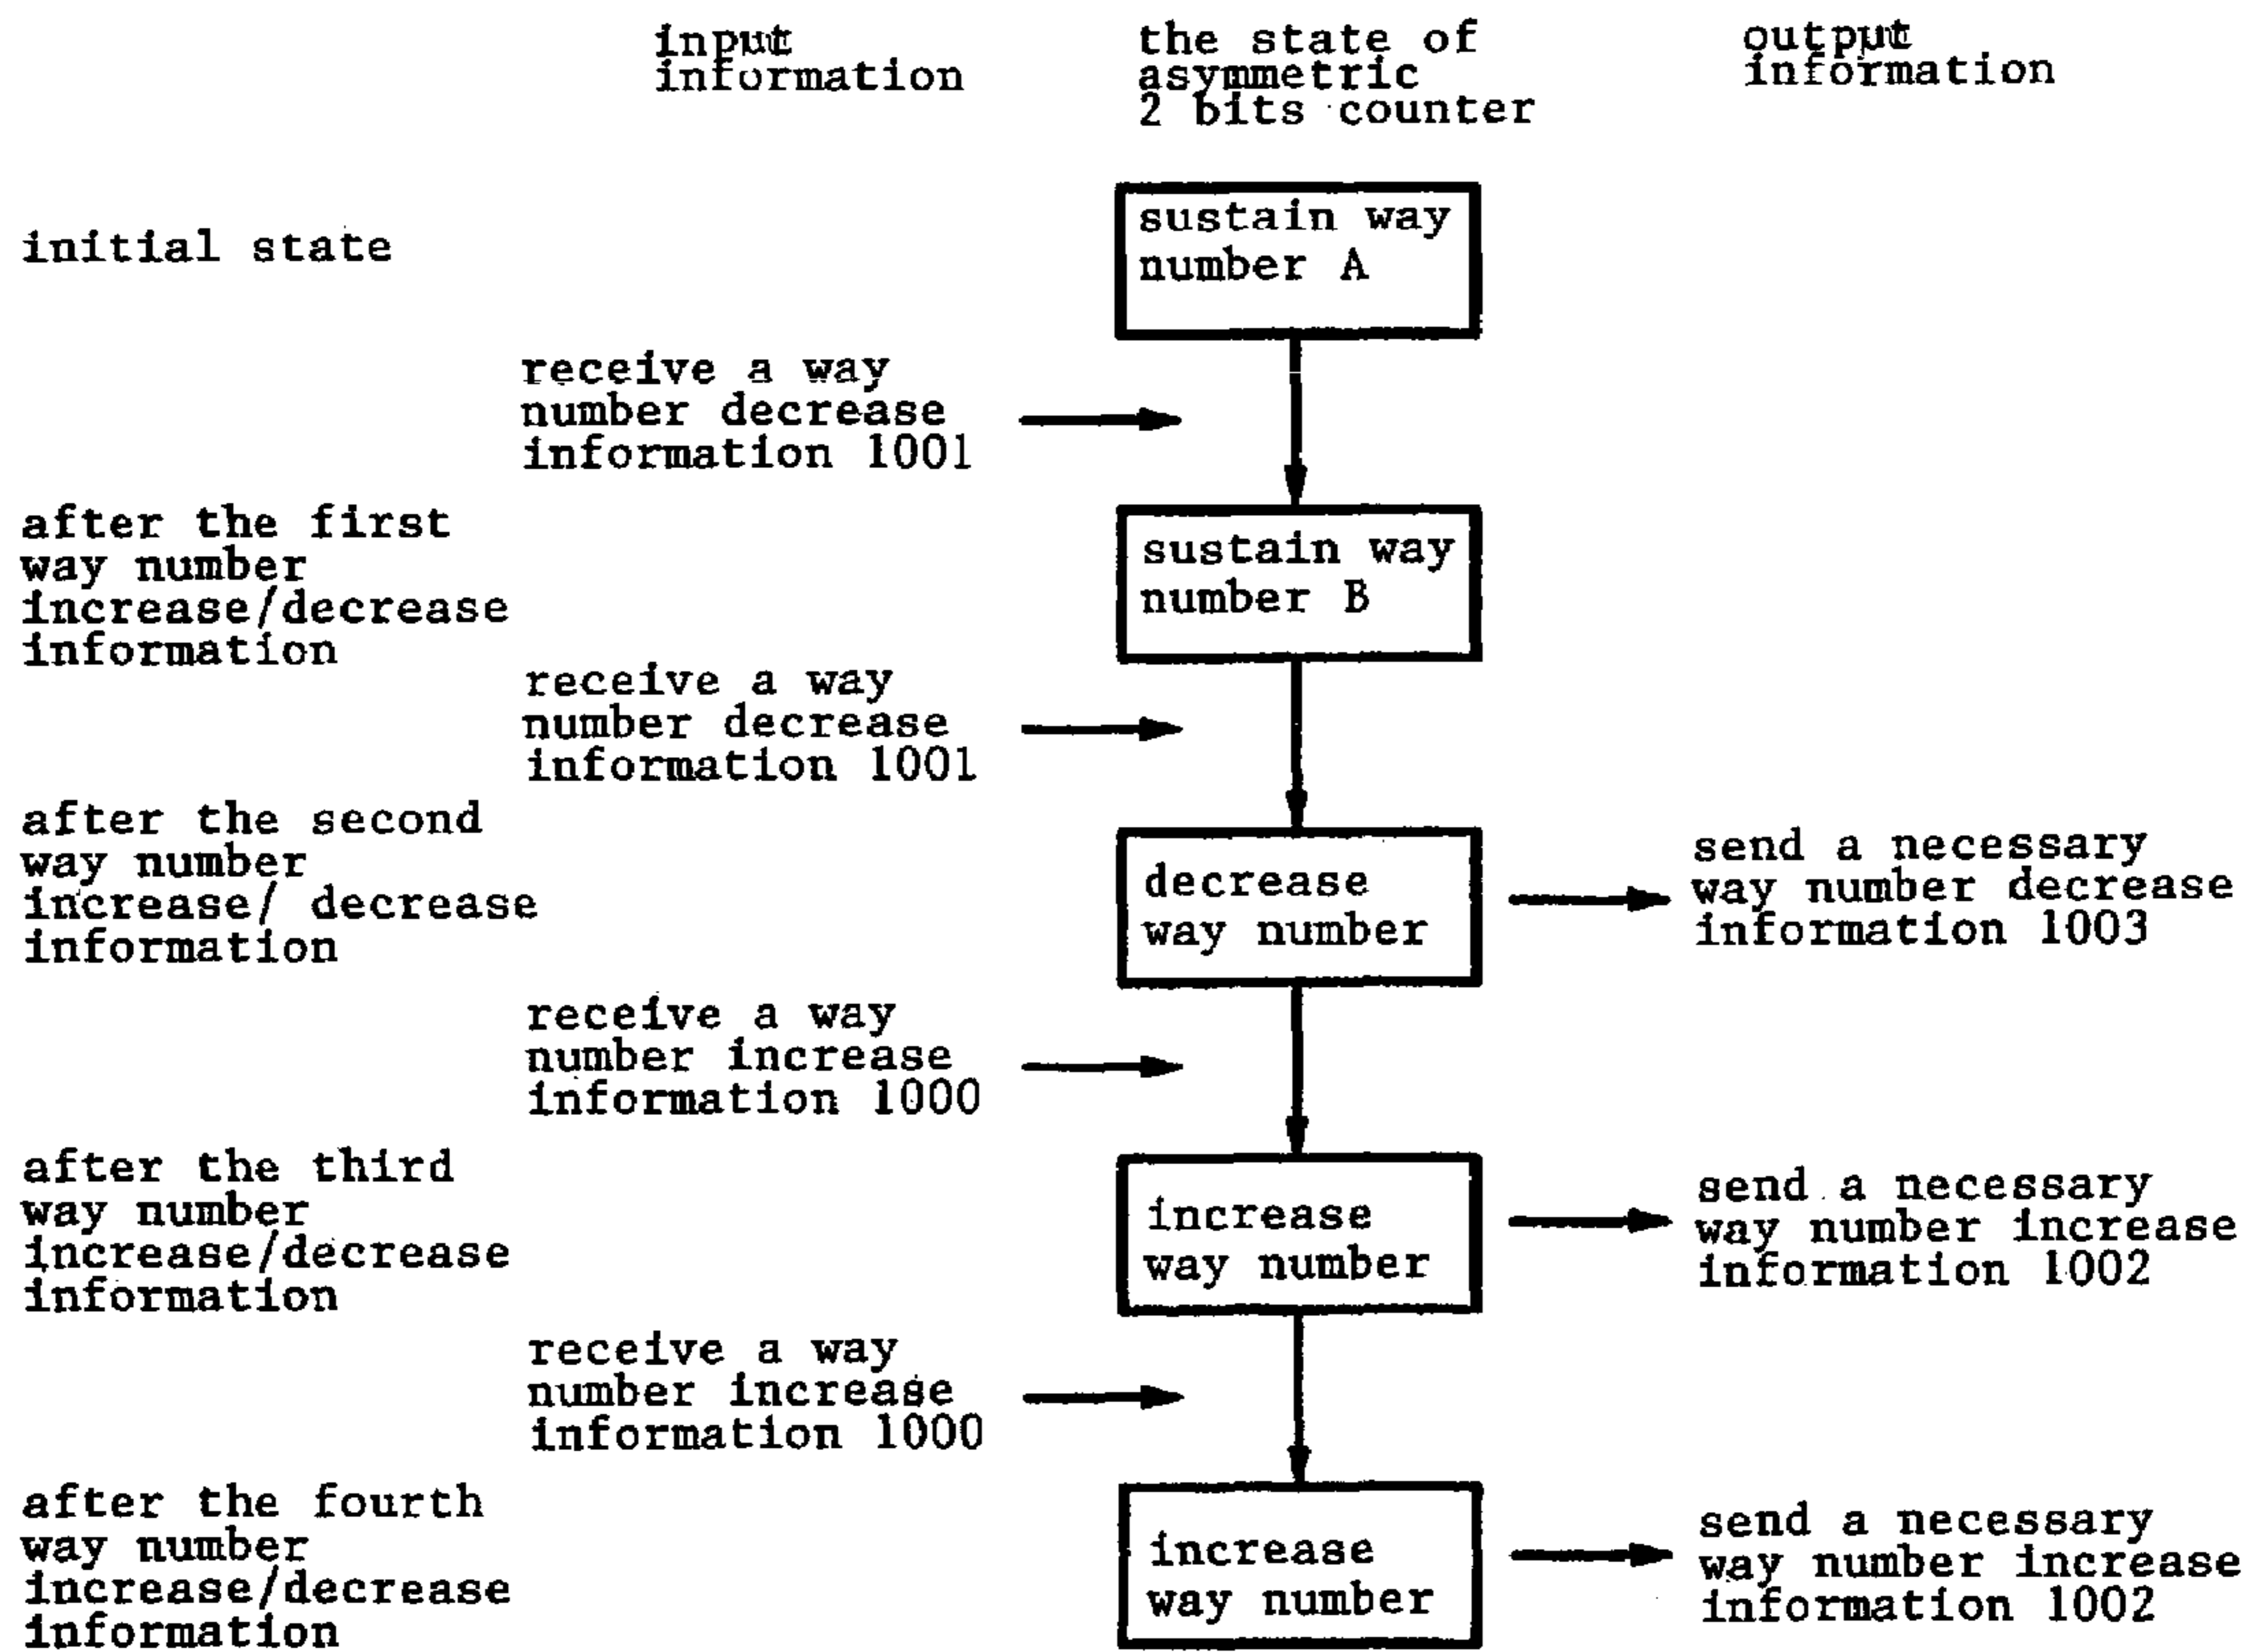 input
information
the state of
asymmetric
2 bits counter
output
information
initial state
sustain way
number A
receive a way
number decrease
information 1001
after the first
way number
increase/decrease
information
sustain way
number B
receive a way
number decrease
information 1001
after the second
way number
increase/ decrease
information
decrease
way number
send a necessary
way number decrease
information 1003
receive a way
number increase
information 1000
after the third
way number
increase/decrease
information
increase
way number
send a necessary
way number increase
information 1002
receive a way
number increase
information 1000
after the fourth
way number
increase/decrease
information
increase
way number
send a necessary
way number increase
information 1002